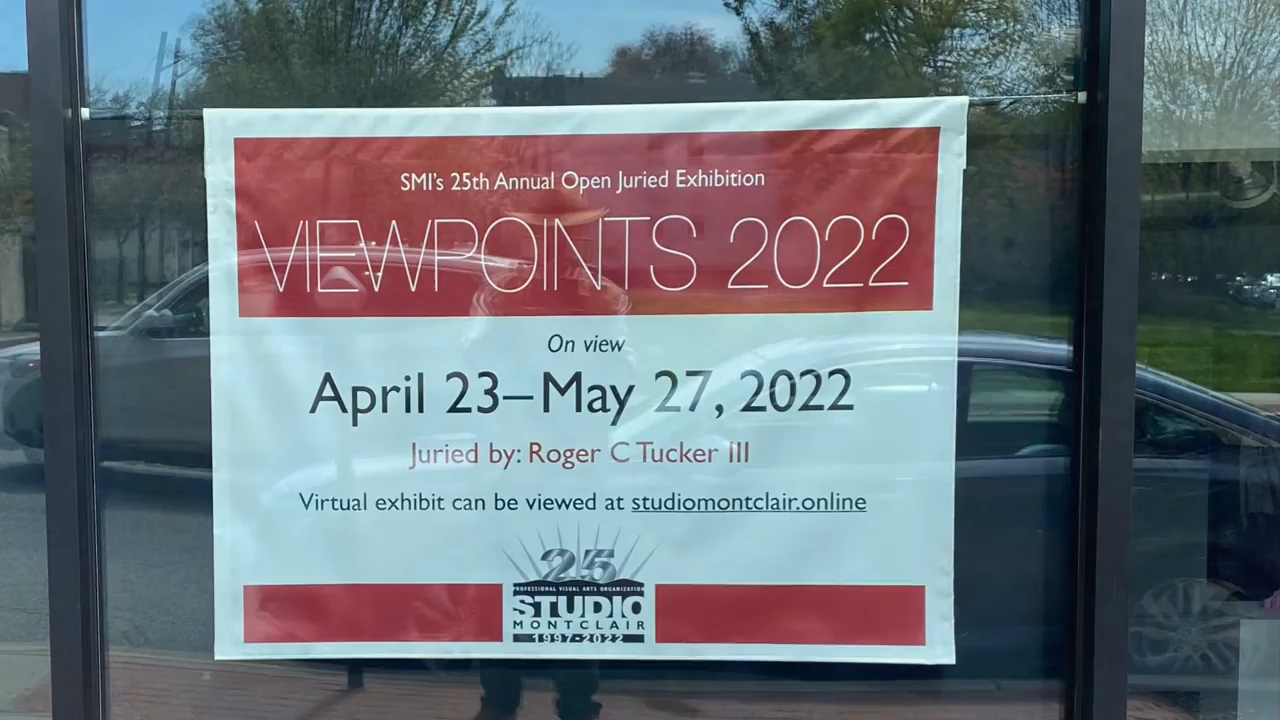 SMI's 25th Annual Open Juried Exhibition
VIEWPOINTS 2022
On view
April 23–May 27, 2022
Juried by: Roger C Tucker III
Virtual exhibit can be viewed at studiomontclair.online
25
PROFESSIONAL VISUAL ARTS ORGANIZATION
STUDIO
MONTCLAIR
1997-2022